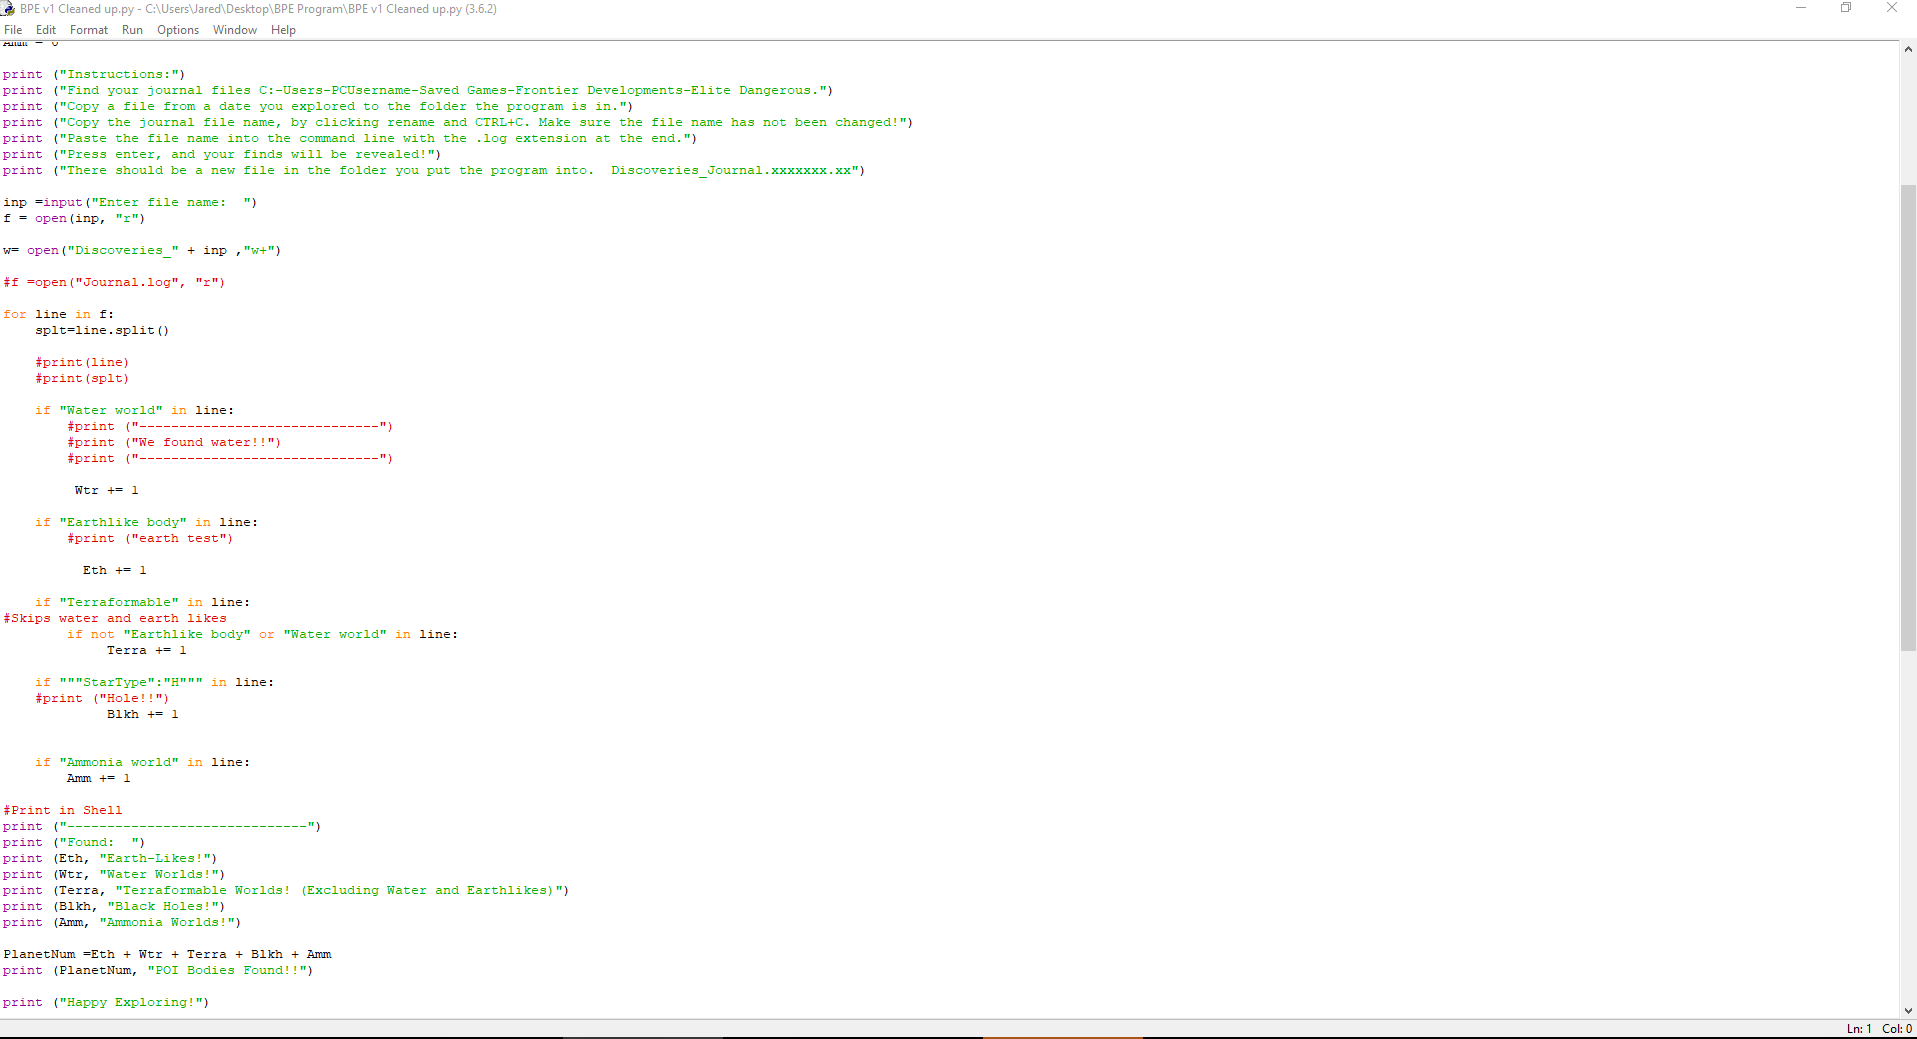 BPE v1 Cleaned up.py - C:\Users\Jared\Desktop\BPE Program\BPE v1 Cleaned up.py (3.6.2)
File Edit Format Run Options Window Help
Amm = 0
print ("Instructions:")
print ("Find your journal files C:-Users-PCUsername-Saved Games-Frontier Developments-Elite Dangerous.")
print ("Copy a file from a date you explored to the folder the program is in.")
print ("Copy the journal file name, by clicking rename and CTRL+C. Make sure the file name has not been changed!")
print ("Paste the file name into the command line with the .log extension at the end.")
print ("Press enter, and your finds will be revealed!")
print ("There should be a new file in the folder you put the program into.  Discoveries_Journal.xxxxxxx.xx")
inp =input("Enter file name:  ")
f = open(inp, "r")
w= open("Discoveries_" + inp ,"w+")
#f =open("Journal.log", "r")
for line in f:
    splt=line.split()
    #print(line)
    #print(splt)
    if "Water world" in line:
        #print ("------------------------------")
        #print ("We found water!!")
        #print ("------------------------------")
         Wtr += 1
    if "Earthlike body" in line:
        #print ("earth test")
          Eth += 1
    if "Terraformable" in line:
#Skips water and earth likes
        if not "Earthlike body" or "Water world" in line:
             Terra += 1
    if """StarType":"H""" in line:
    #print ("Hole!!")
             Blkh += 1
    if "Ammonia world" in line:
        Amm += 1
#Print in Shell
print ("------------------------------")
print ("Found:  ")
print (Eth, "Earth-Likes!")
print (Wtr, "Water Worlds!")
print (Terra, "Terraformable Worlds! (Excluding Water and Earthlikes)")
print (Blkh, "Black Holes!")
print (Amm, "Ammonia Worlds!")
PlanetNum =Eth + Wtr + Terra + Blkh + Amm
print (PlanetNum, "POI Bodies Found!!")
print ("Happy Exploring!")
Ln: 1 Col: 0